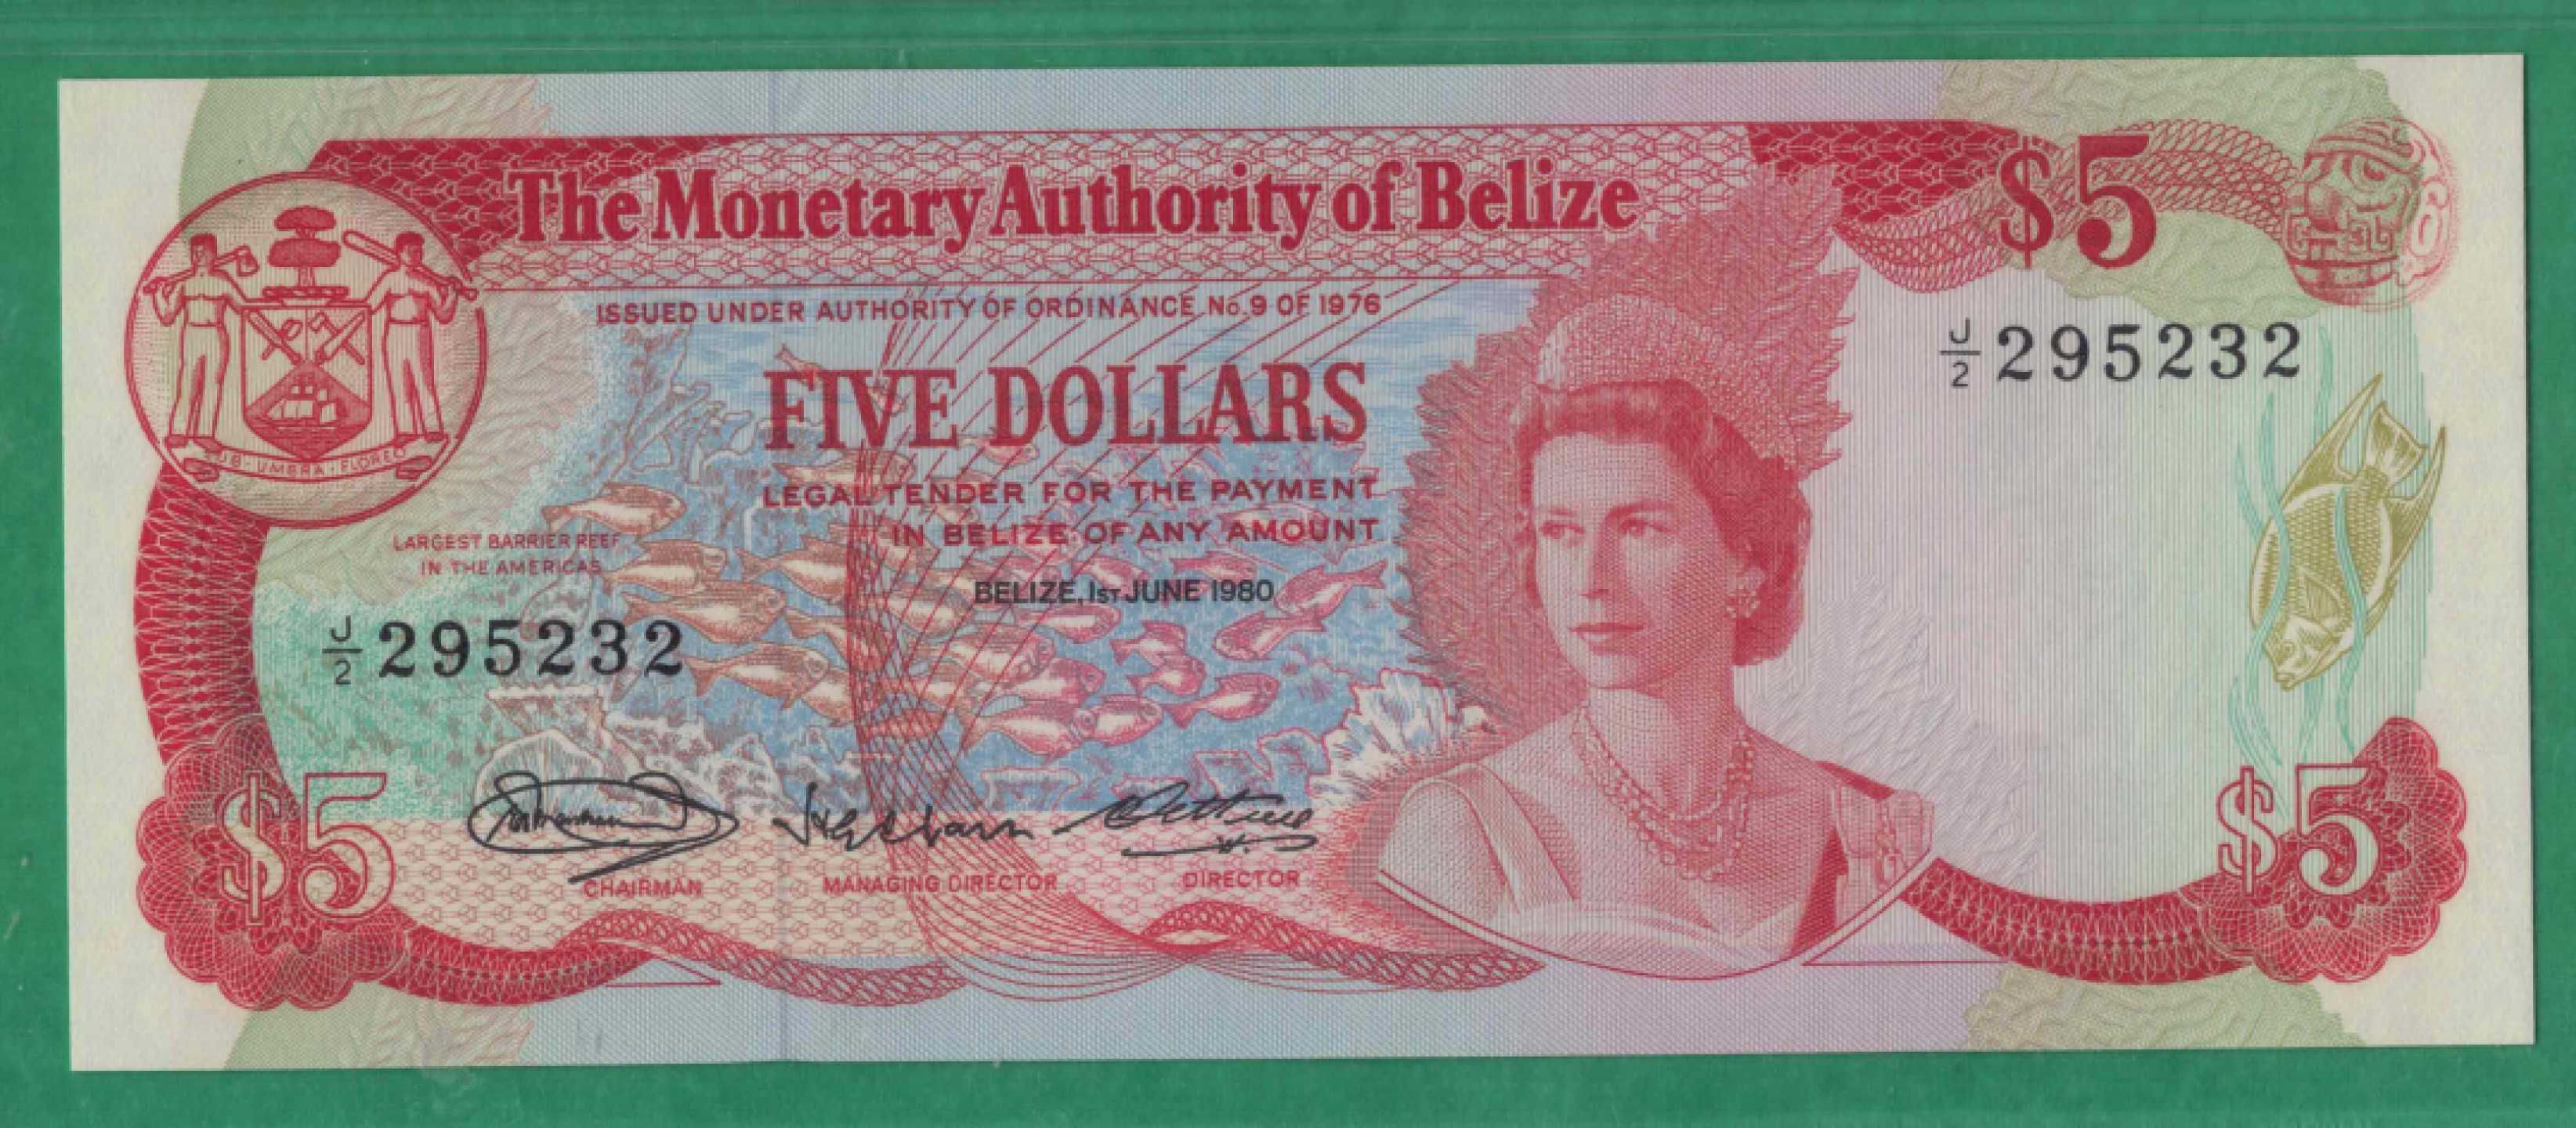 The Monetary Authority of Belize
$5
ISSUED UNDER AUTHORITY OF ORDINANCE No. 9 OF 1976
J/2 295232
FIVE DOLLARS
SUB · UMBRA · FLOREO
LEGAL TENDER FOR THE PAYMENT
IN BELIZE OF ANY AMOUNT
LARGEST BARRIER REEF
IN THE AMERICAS
BELIZE, 1ST JUNE 1980
J/2 295232
$5
$5
CHAIRMAN
MANAGING DIRECTOR
DIRECTOR